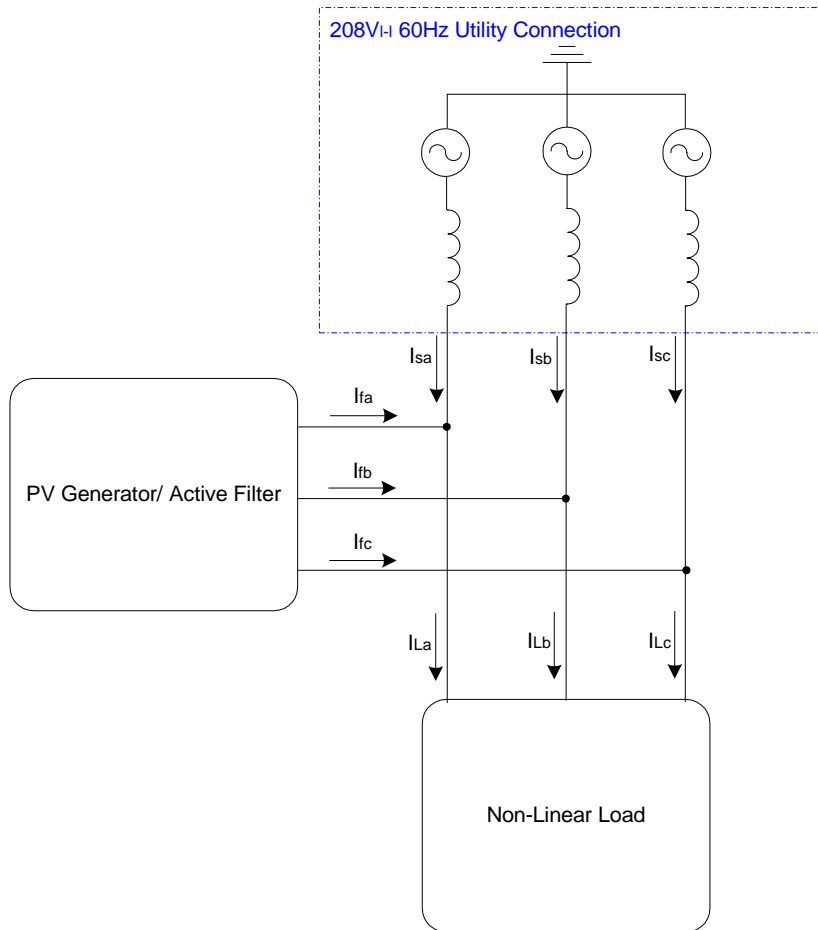 208Vl-l 60Hz Utility Connection
Isa
Isb
Isc
Ifa
Ifb
Ifc
PV Generator/ Active Filter
ILa
ILb
ILc
Non-Linear Load